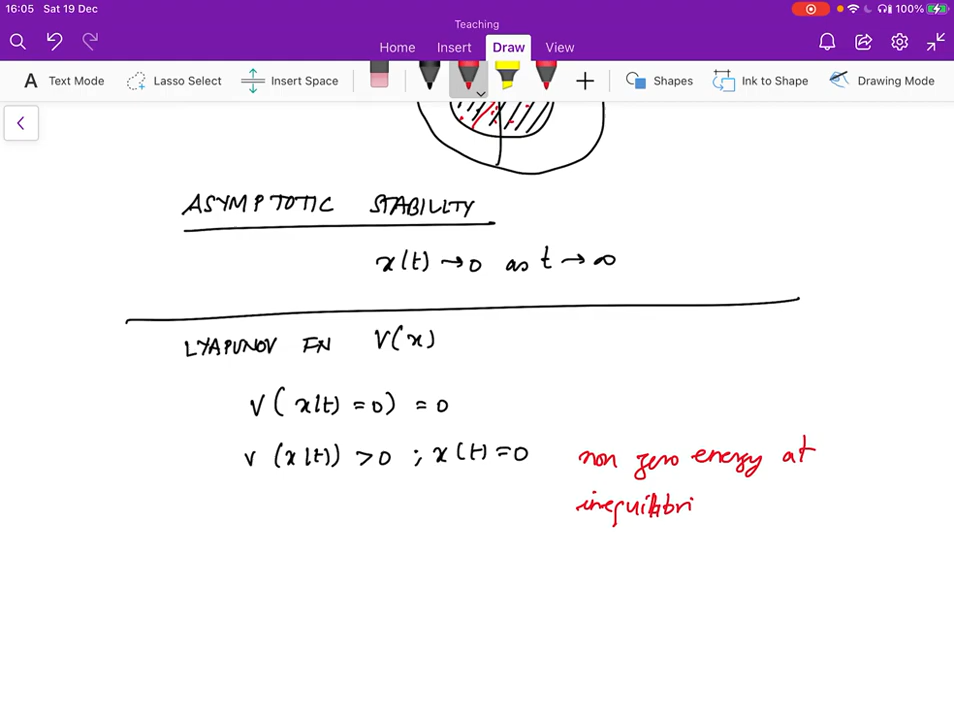 16:05 Sat 19 Dec
100%
Teaching
Home Insert Draw View
A Text Mode Lasso Select Insert Space Shapes Ink to Shape Drawing Mode
ASYMPTOTIC STABILITY
x(t) → 0 as t → ∞
LYAPUNOV FN V(x)
V(x(t) = 0) = 0
V(x(t)) > 0 ; x(t) = 0 non zero energy at
inequilibri